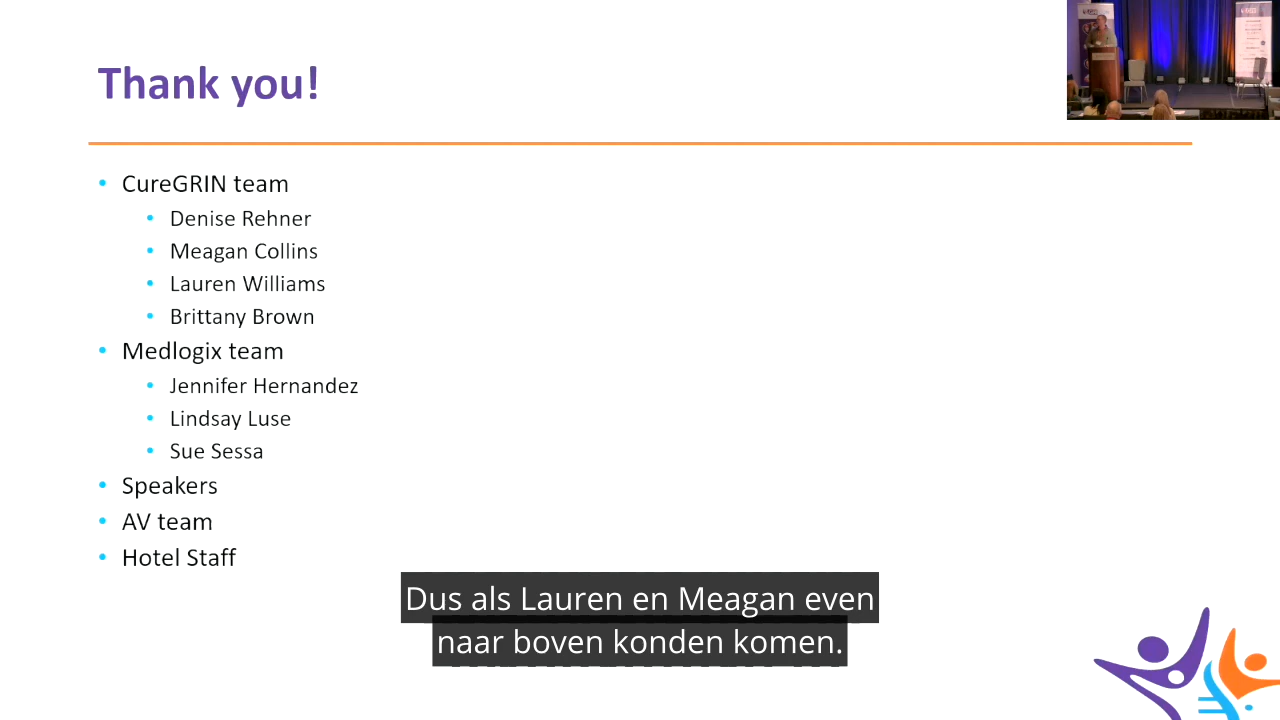 Thank you!
CureGRIN team
Denise Rehner
Meagan Collins
Lauren Williams
Brittany Brown
Medlogix team
Jennifer Hernandez
Lindsay Luse
Sue Sessa
Speakers
AV team
Hotel Staff
Dus als Lauren en Meagan even
naar boven konden komen.